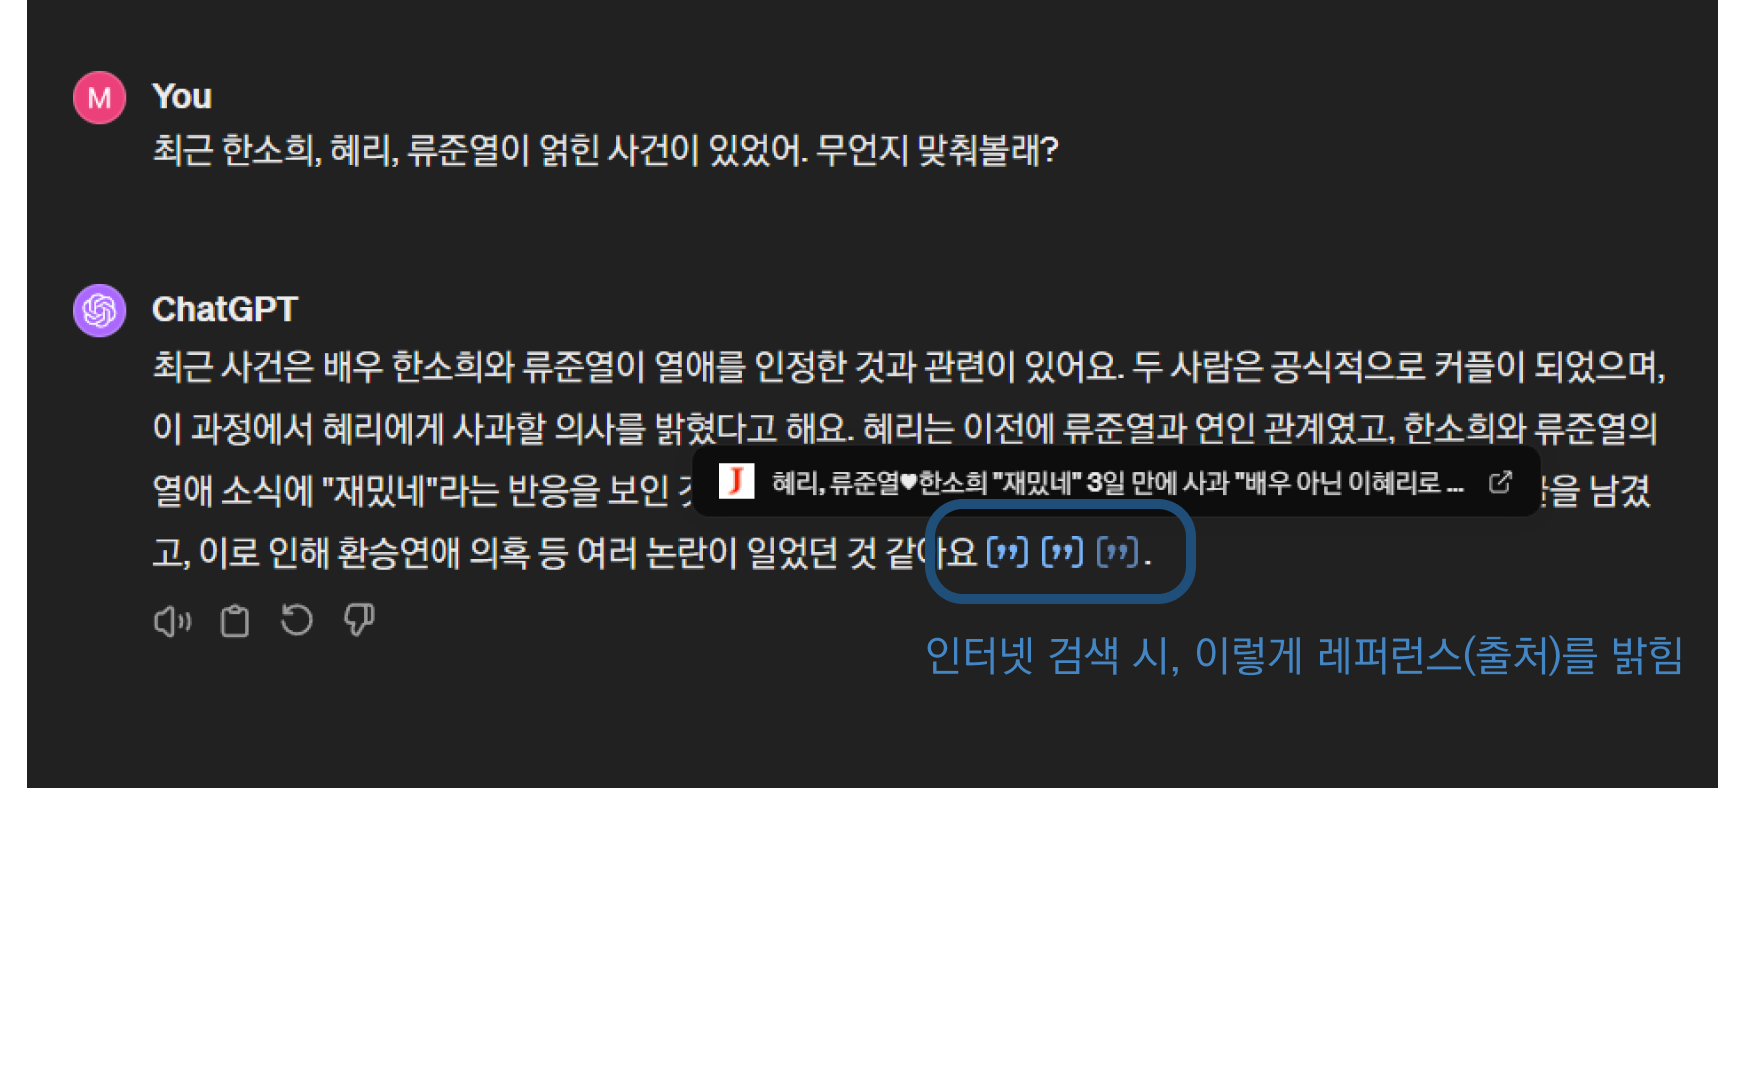 M
You
최근 한소희, 혜리, 류준열이 얽힌 사건이 있었어. 무언지 맞춰볼래?
ChatGPT
최근 사건은 배우 한소희와 류준열이 열애를 인정한 것과 관련이 있어요. 두 사람은 공식적으로 커플이 되었으며,
이 과정에서 혜리에게 사과할 의사를 밝혔다고 해요. 혜리는 이전에 류준열과 연인 관계였고, 한소희와 류준열의
열애 소식에 "재밌네"라는 반응을 보인 을 남겼
J 혜리, 류준열♥한소희 "재밌네" 3일 만에 사과 "배우 아닌 이혜리로 ...
고, 이로 인해 환승연애 의혹 등 여러 논란이 일었던 것 같아요 [”] [”] [”].
인터넷 검색 시, 이렇게 레퍼런스(출처)를 밝힘